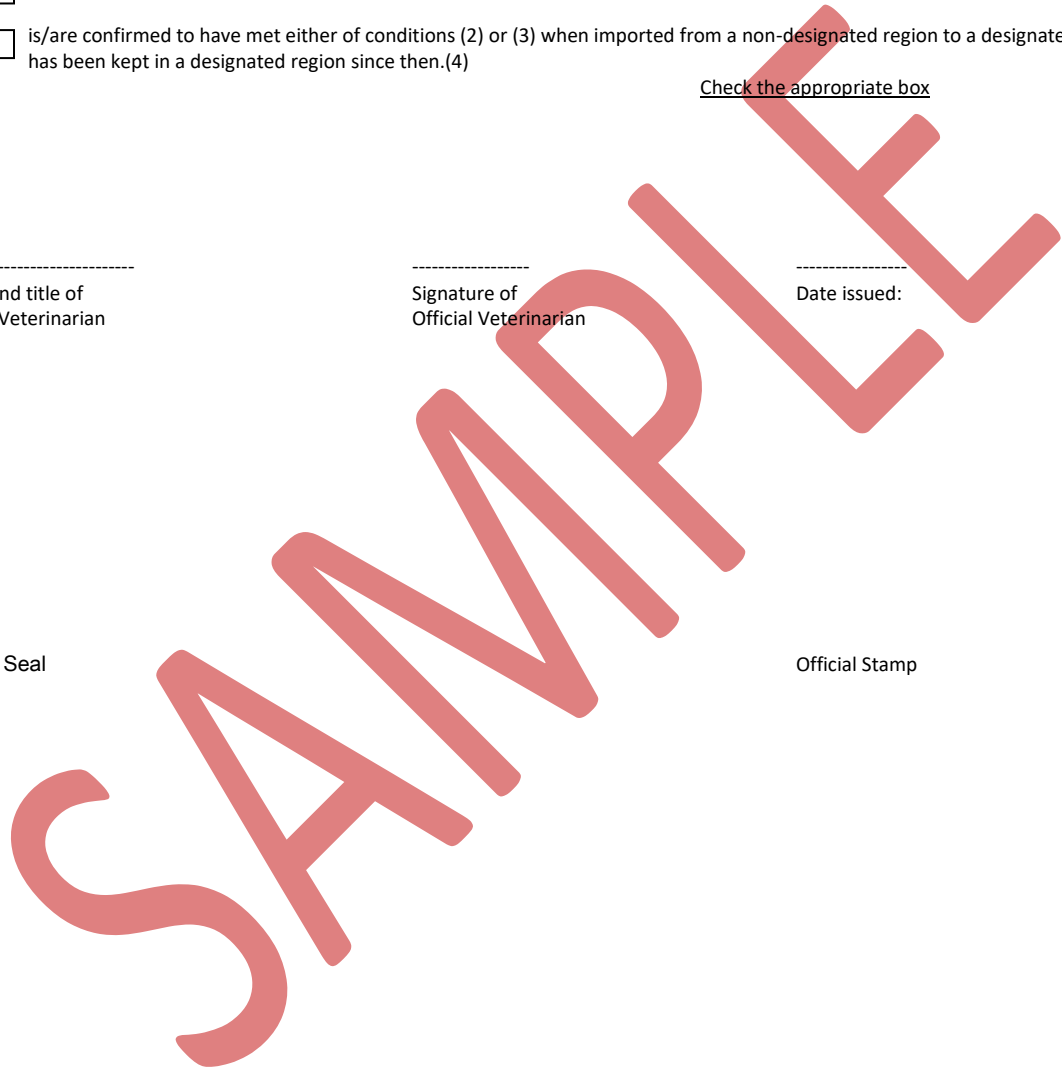 is/are confirmed to have met either of conditions (2) or (3) when imported from a non-designated region to a designate
has been kept in a designated region since then.(4)
Check the appropriate box
--------------------- ------------------ -----------------
nd title of Signature of Date issued:
Veterinarian Official Veterinarian
Seal Official Stamp
SAMPLE